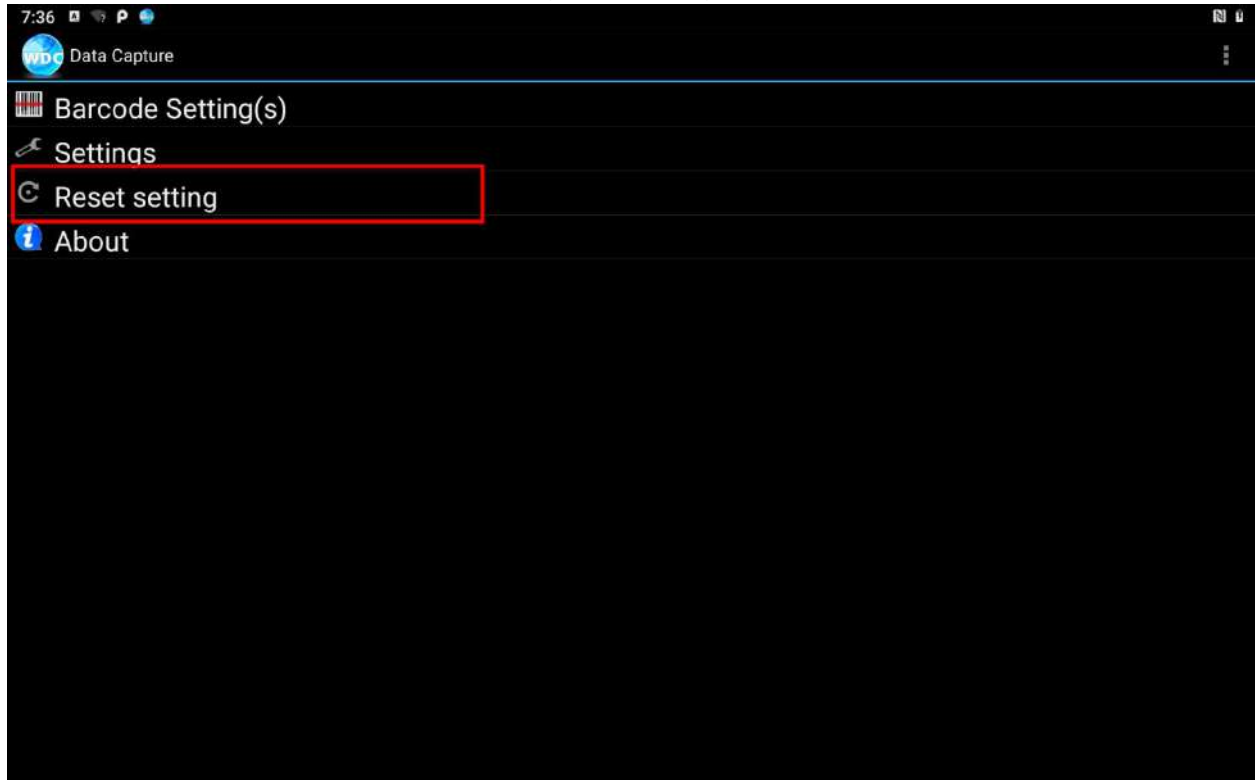 7:36 A P
WDC Data Capture
Barcode Setting(s)
Settings
Reset setting
About